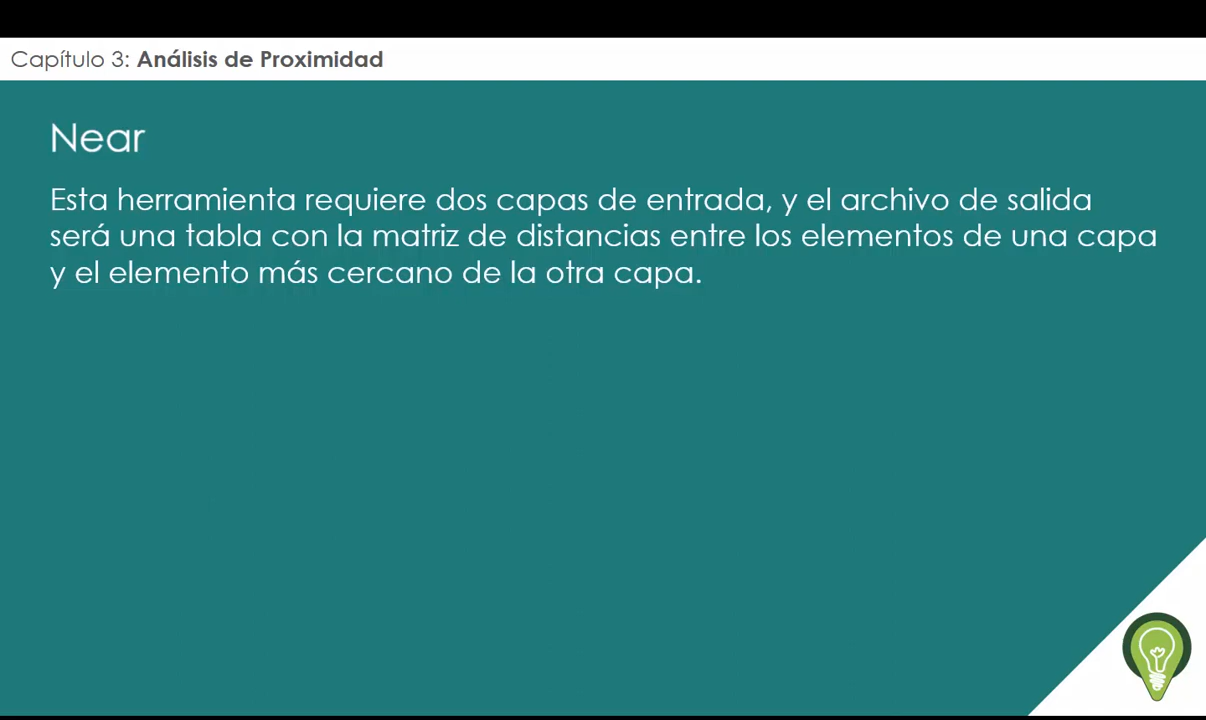 Capítulo 3: Análisis de Proximidad
Near
Esta herramienta requiere dos capas de entrada, y el archivo de salida
será una tabla con la matriz de distancias entre los elementos de una capa
y el elemento más cercano de la otra capa.